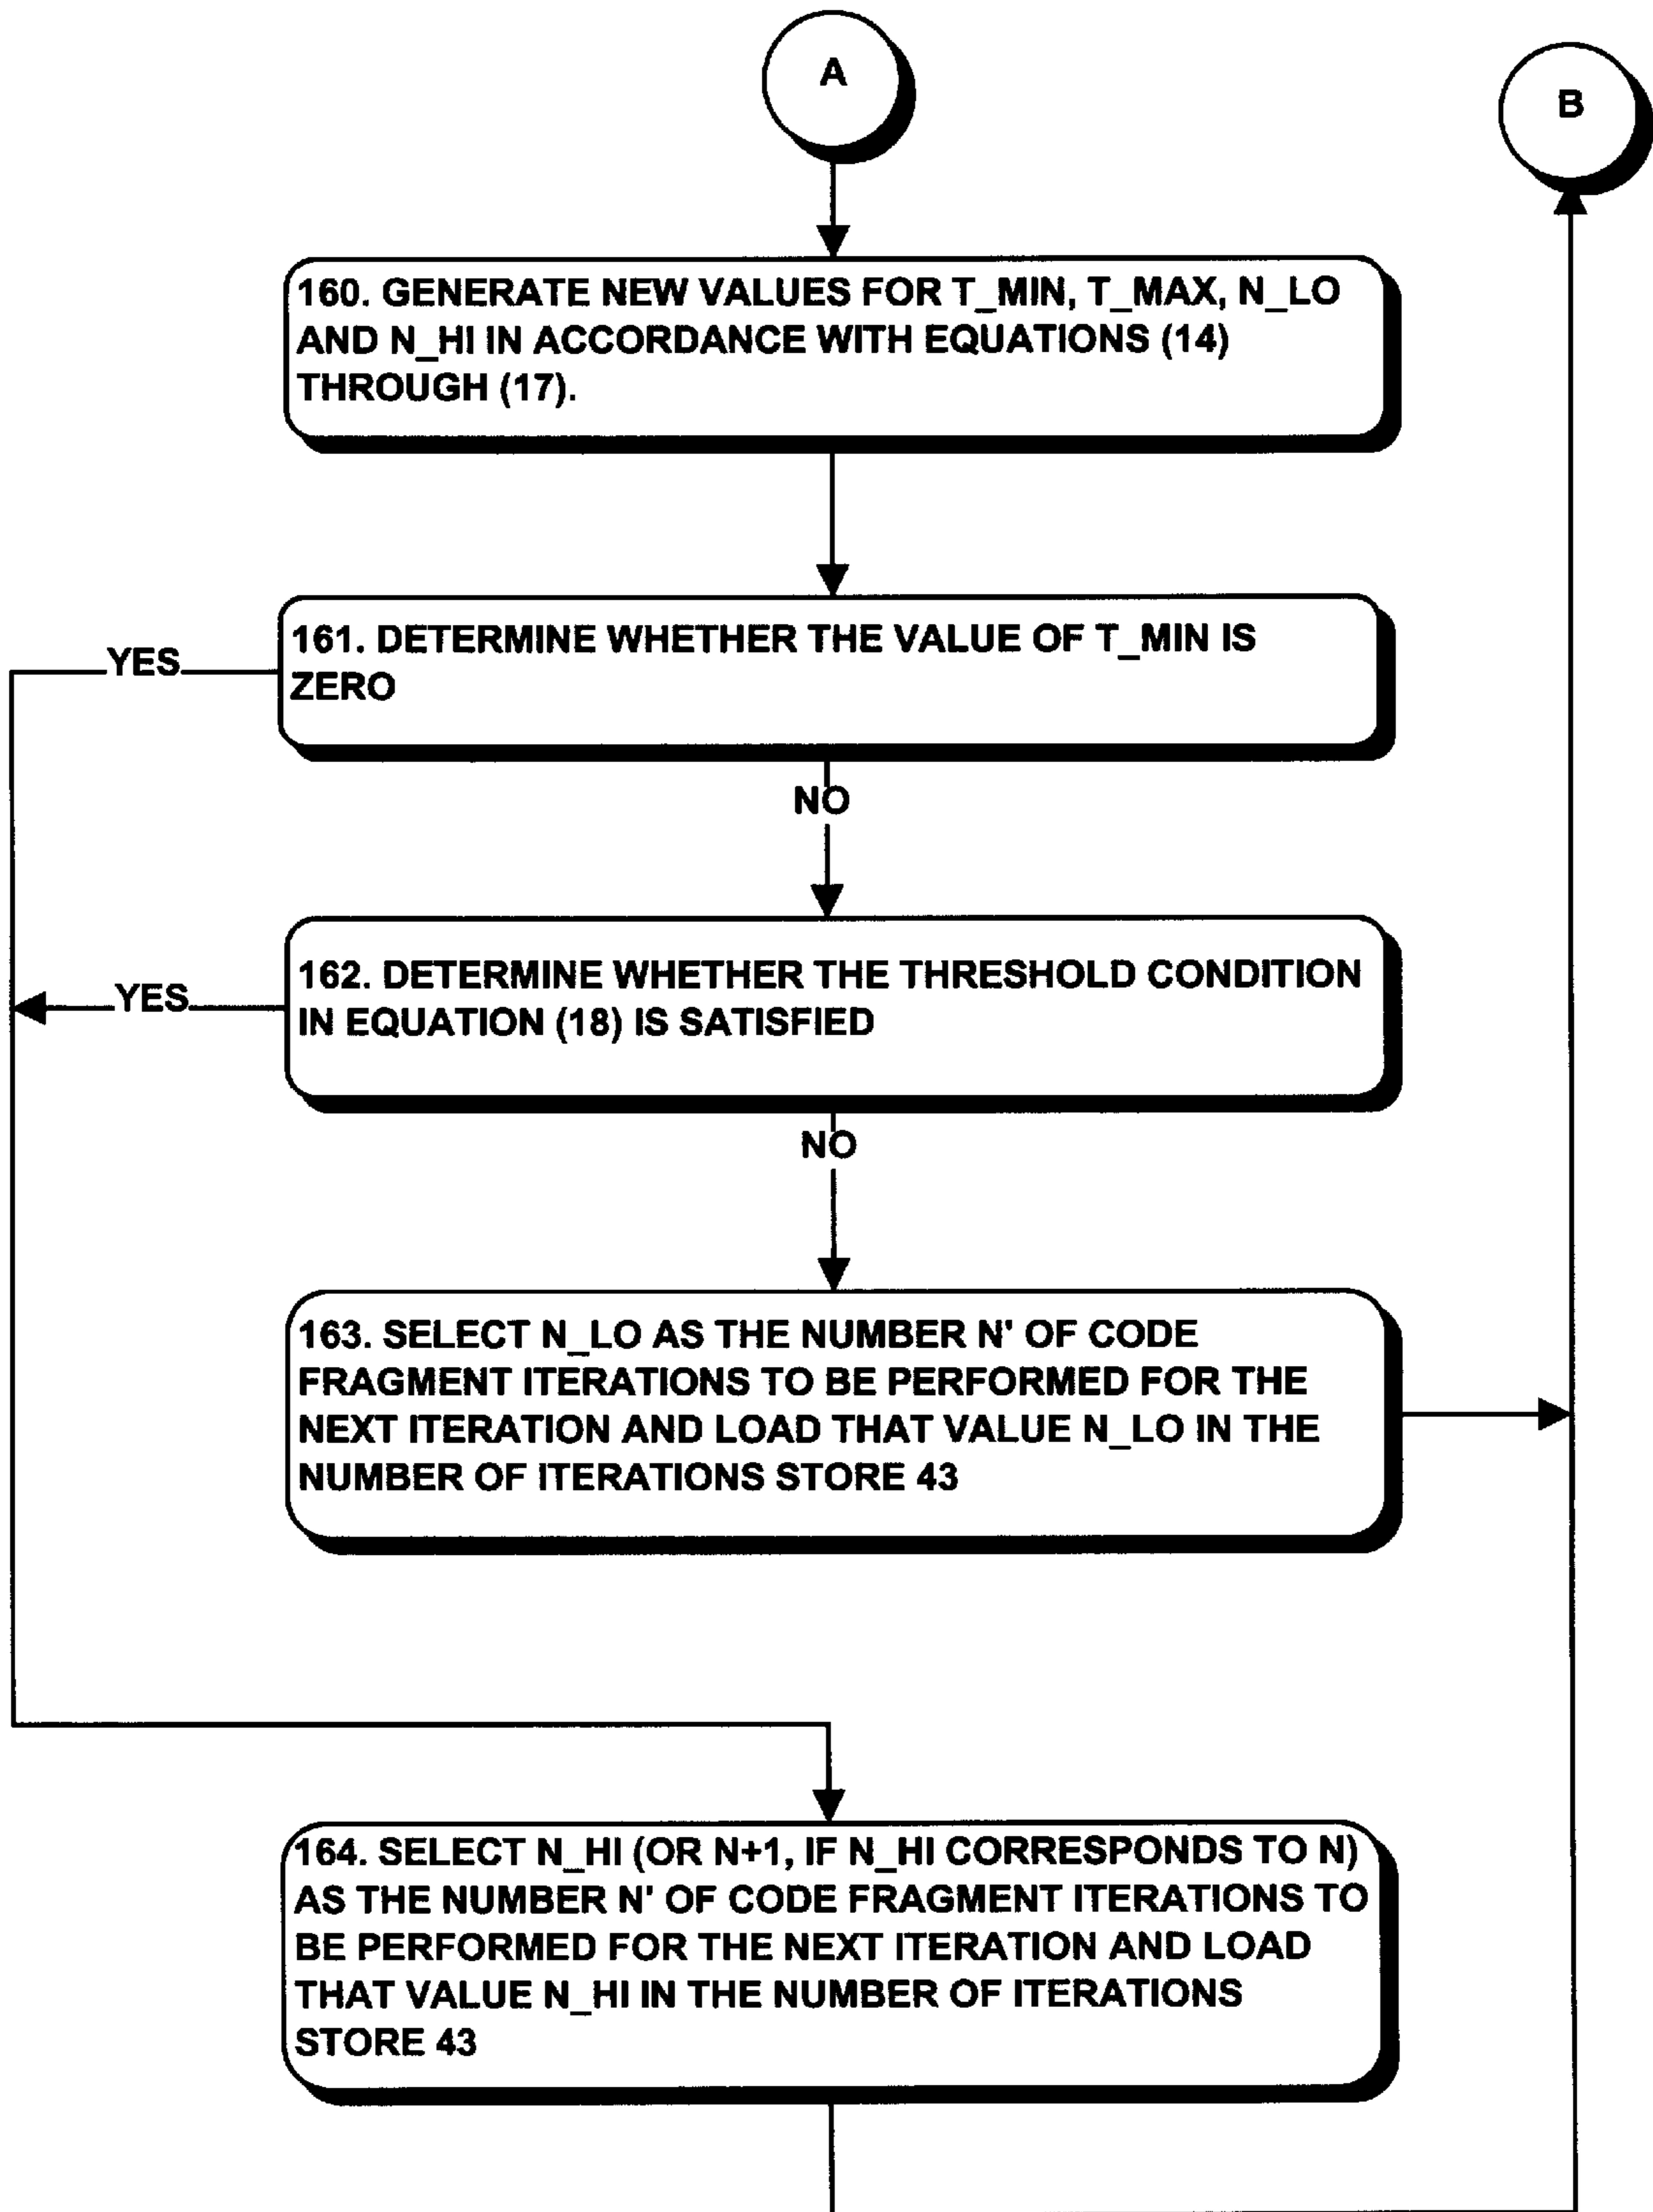 A
B
160. GENERATE NEW VALUES FOR T_MIN, T_MAX, N_LO
AND N_HI IN ACCORDANCE WITH EQUATIONS (14)
THROUGH (17).
YES
161. DETERMINE WHETHER THE VALUE OF T_MIN IS
ZERO
NO
162. DETERMINE WHETHER THE THRESHOLD CONDITION
IN EQUATION (18) IS SATISFIED
YES
NO
163. SELECT N_LO AS THE NUMBER N' OF CODE
FRAGMENT ITERATIONS TO BE PERFORMED FOR THE
NEXT ITERATION AND LOAD THAT VALUE N_LO IN THE
NUMBER OF ITERATIONS STORE 43
164. SELECT N_HI (OR N+1, IF N_HI CORRESPONDS TO N)
AS THE NUMBER N' OF CODE FRAGMENT ITERATIONS TO
BE PERFORMED FOR THE NEXT ITERATION AND LOAD
THAT VALUE N_HI IN THE NUMBER OF ITERATIONS
STORE 43